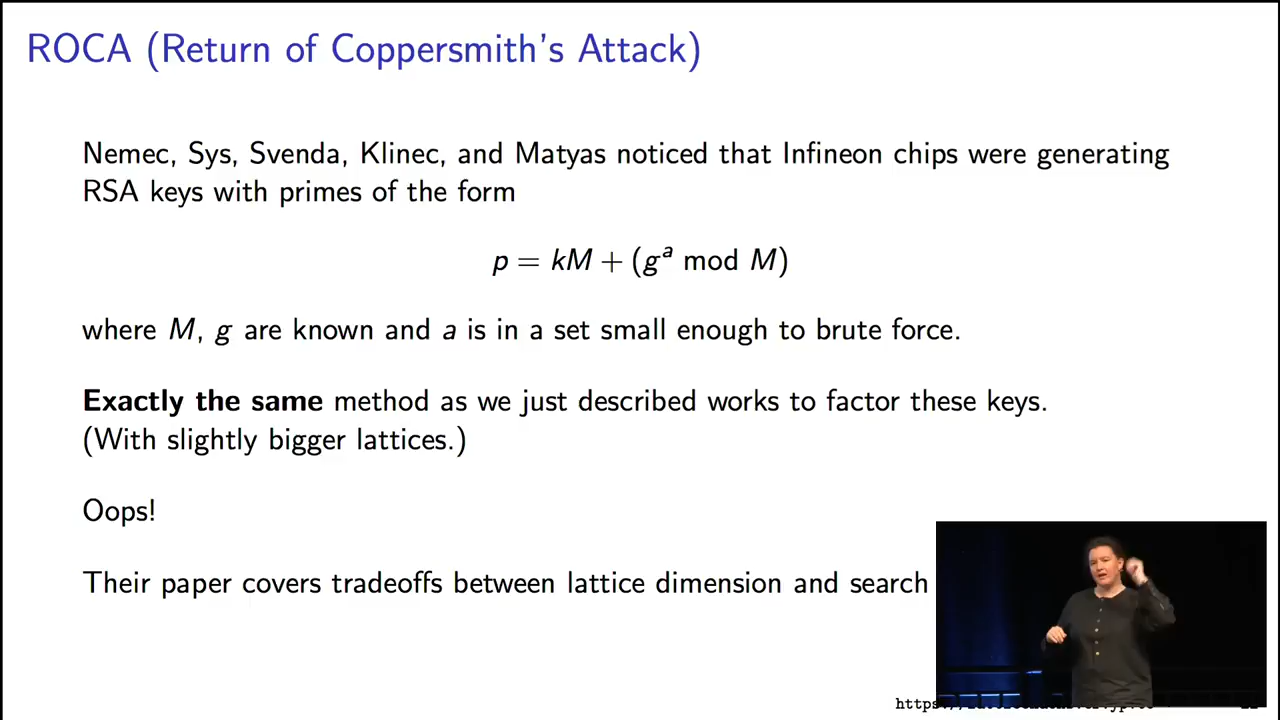 ROCA (Return of Coppersmith's Attack)
Nemec, Sys, Svenda, Klinec, and Matyas noticed that Infineon chips were generating
RSA keys with primes of the form
p = kM + (gᵃ mod M)
where M, g are known and a is in a set small enough to brute force.
Exactly the same method as we just described works to factor these keys.
(With slightly bigger lattices.)
Oops!
Their paper covers tradeoffs between lattice dimension and search